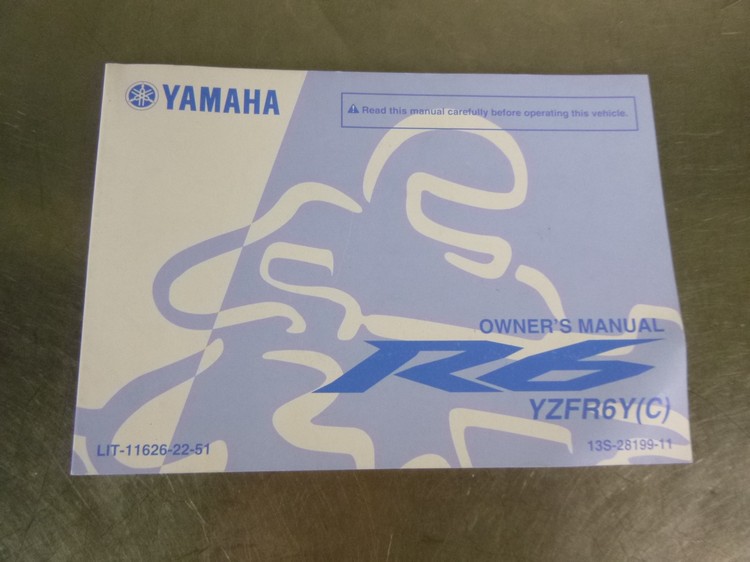 YAMAHA
⚠ Read this manual carefully before operating this vehicle.
OWNER'S MANUAL
R6
YZFR6Y(C)
LIT-11626-22-51
13S-28199-11